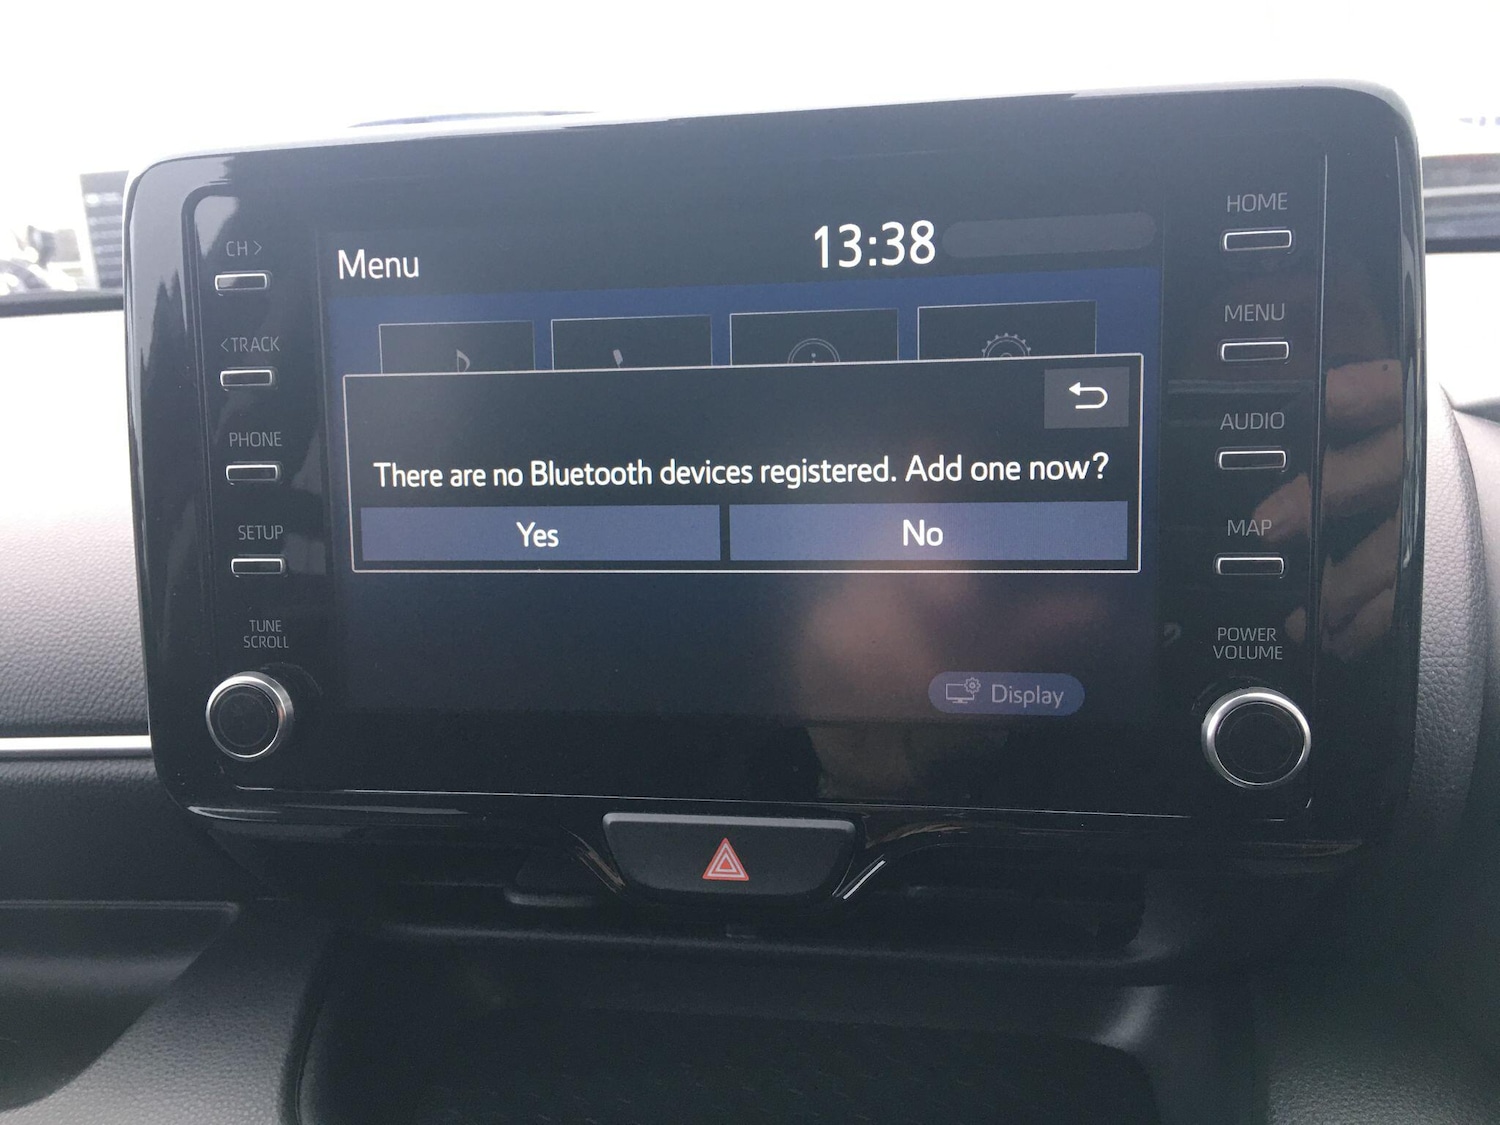 CH >
< TRACK
PHONE
SETUP
TUNE
SCROLL
Menu
13:38
There are no Bluetooth devices registered. Add one now?
Yes
No
Display
HOME
MENU
AUDIO
MAP
POWER
VOLUME